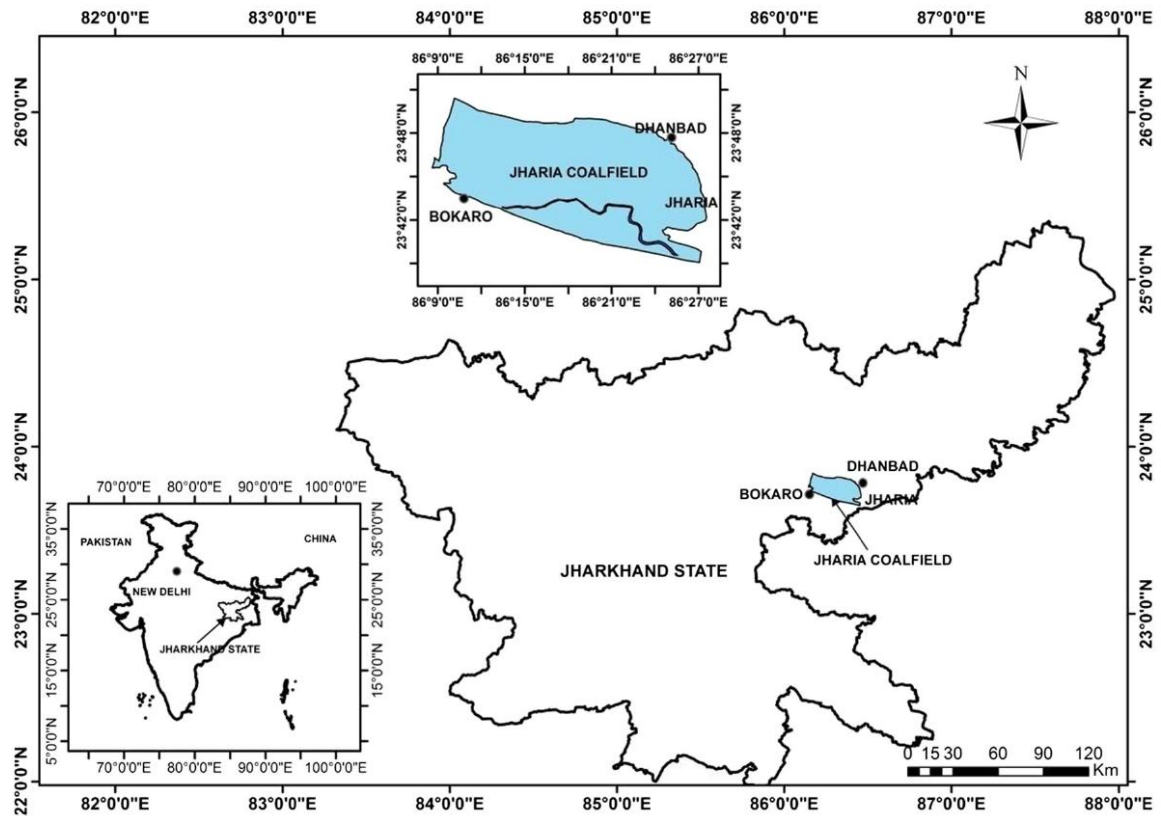 82°0'0"E 83°0'0"E 84°0'0"E 85°0'0"E 86°0'0"E 87°0'0"E 88°0'0"E
86°9'0"E 86°15'0"E 86°21'0"E 86°27'0"E
23°48'0"N
23°42'0"N
DHANBAD
JHARIA COALFIELD
JHARIA
BOKARO
23°48'0"N
23°42'0"N
86°9'0"E 86°15'0"E 86°21'0"E 86°27'0"E
N
26°0'0"N
25°0'0"N
24°0'0"N
23°0'0"N
22°0'0"N
26°0'0"N
25°0'0"N
24°0'0"N
23°0'0"N
22°0'0"N
DHANBAD
BOKARO
JHARIA
JHARIA COALFIELD
JHARKHAND STATE
70°0'0"E 80°0'0"E 90°0'0"E 100°0'0"E
35°0'0"N
25°0'0"N
15°0'0"N
5°0'0"N
PAKISTAN
CHINA
NEW DELHI
JHARKHAND STATE
35°0'0"N
25°0'0"N
15°0'0"N
5°0'0"N
70°0'0"E 80°0'0"E 90°0'0"E 100°0'0"E
0 15 30 60 90 120
Km
82°0'0"E 83°0'0"E 84°0'0"E 85°0'0"E 86°0'0"E 87°0'0"E 88°0'0"E